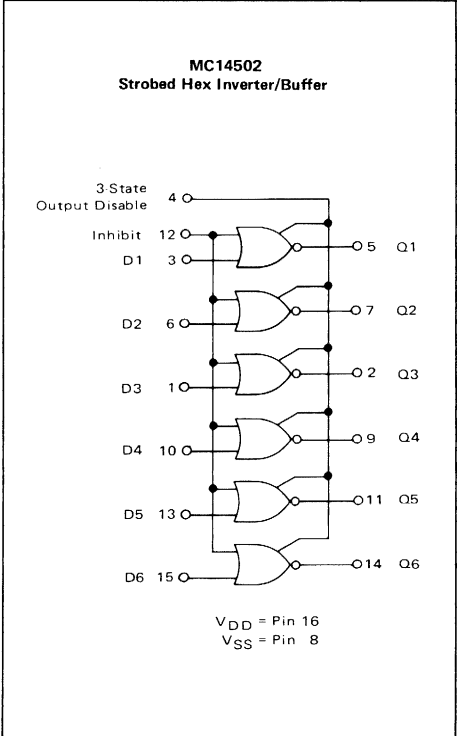 MC14502
Strobed Hex Inverter/Buffer
3-State
Output Disable 4
Inhibit 12
D1 3
5 Q1
D2 6
7 Q2
D3 1
2 Q3
D4 10
9 Q4
D5 13
11 Q5
D6 15
14 Q6
VDD = Pin 16
VSS = Pin 8